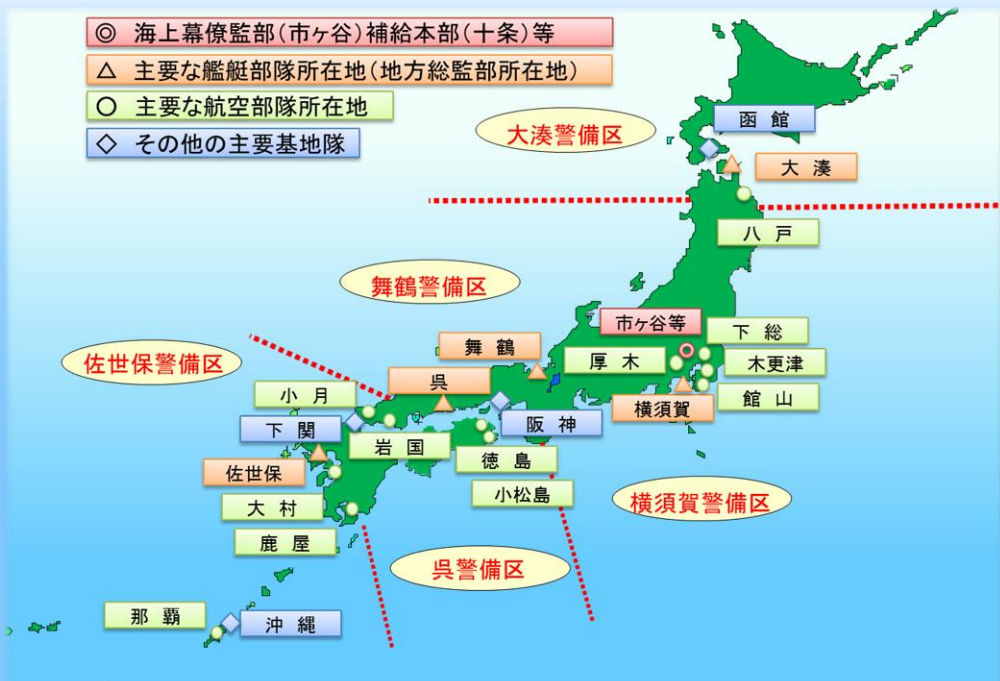 ◎ 海上幕僚監部(市ヶ谷)補給本部(十条)等
△ 主要な艦艇部隊所在地(地方総監部所在地)
○ 主要な航空部隊所在地
◇ その他の主要基地隊
大湊警備区
函館
大湊
八戸
舞鶴警備区
市ヶ谷等
下総
舞鶴
厚木
木更津
佐世保警備区
呉
小月
横須賀
館山
下関
岩国
阪神
徳島
佐世保
小松島
横須賀警備区
大村
鹿屋
呉警備区
那覇
沖縄